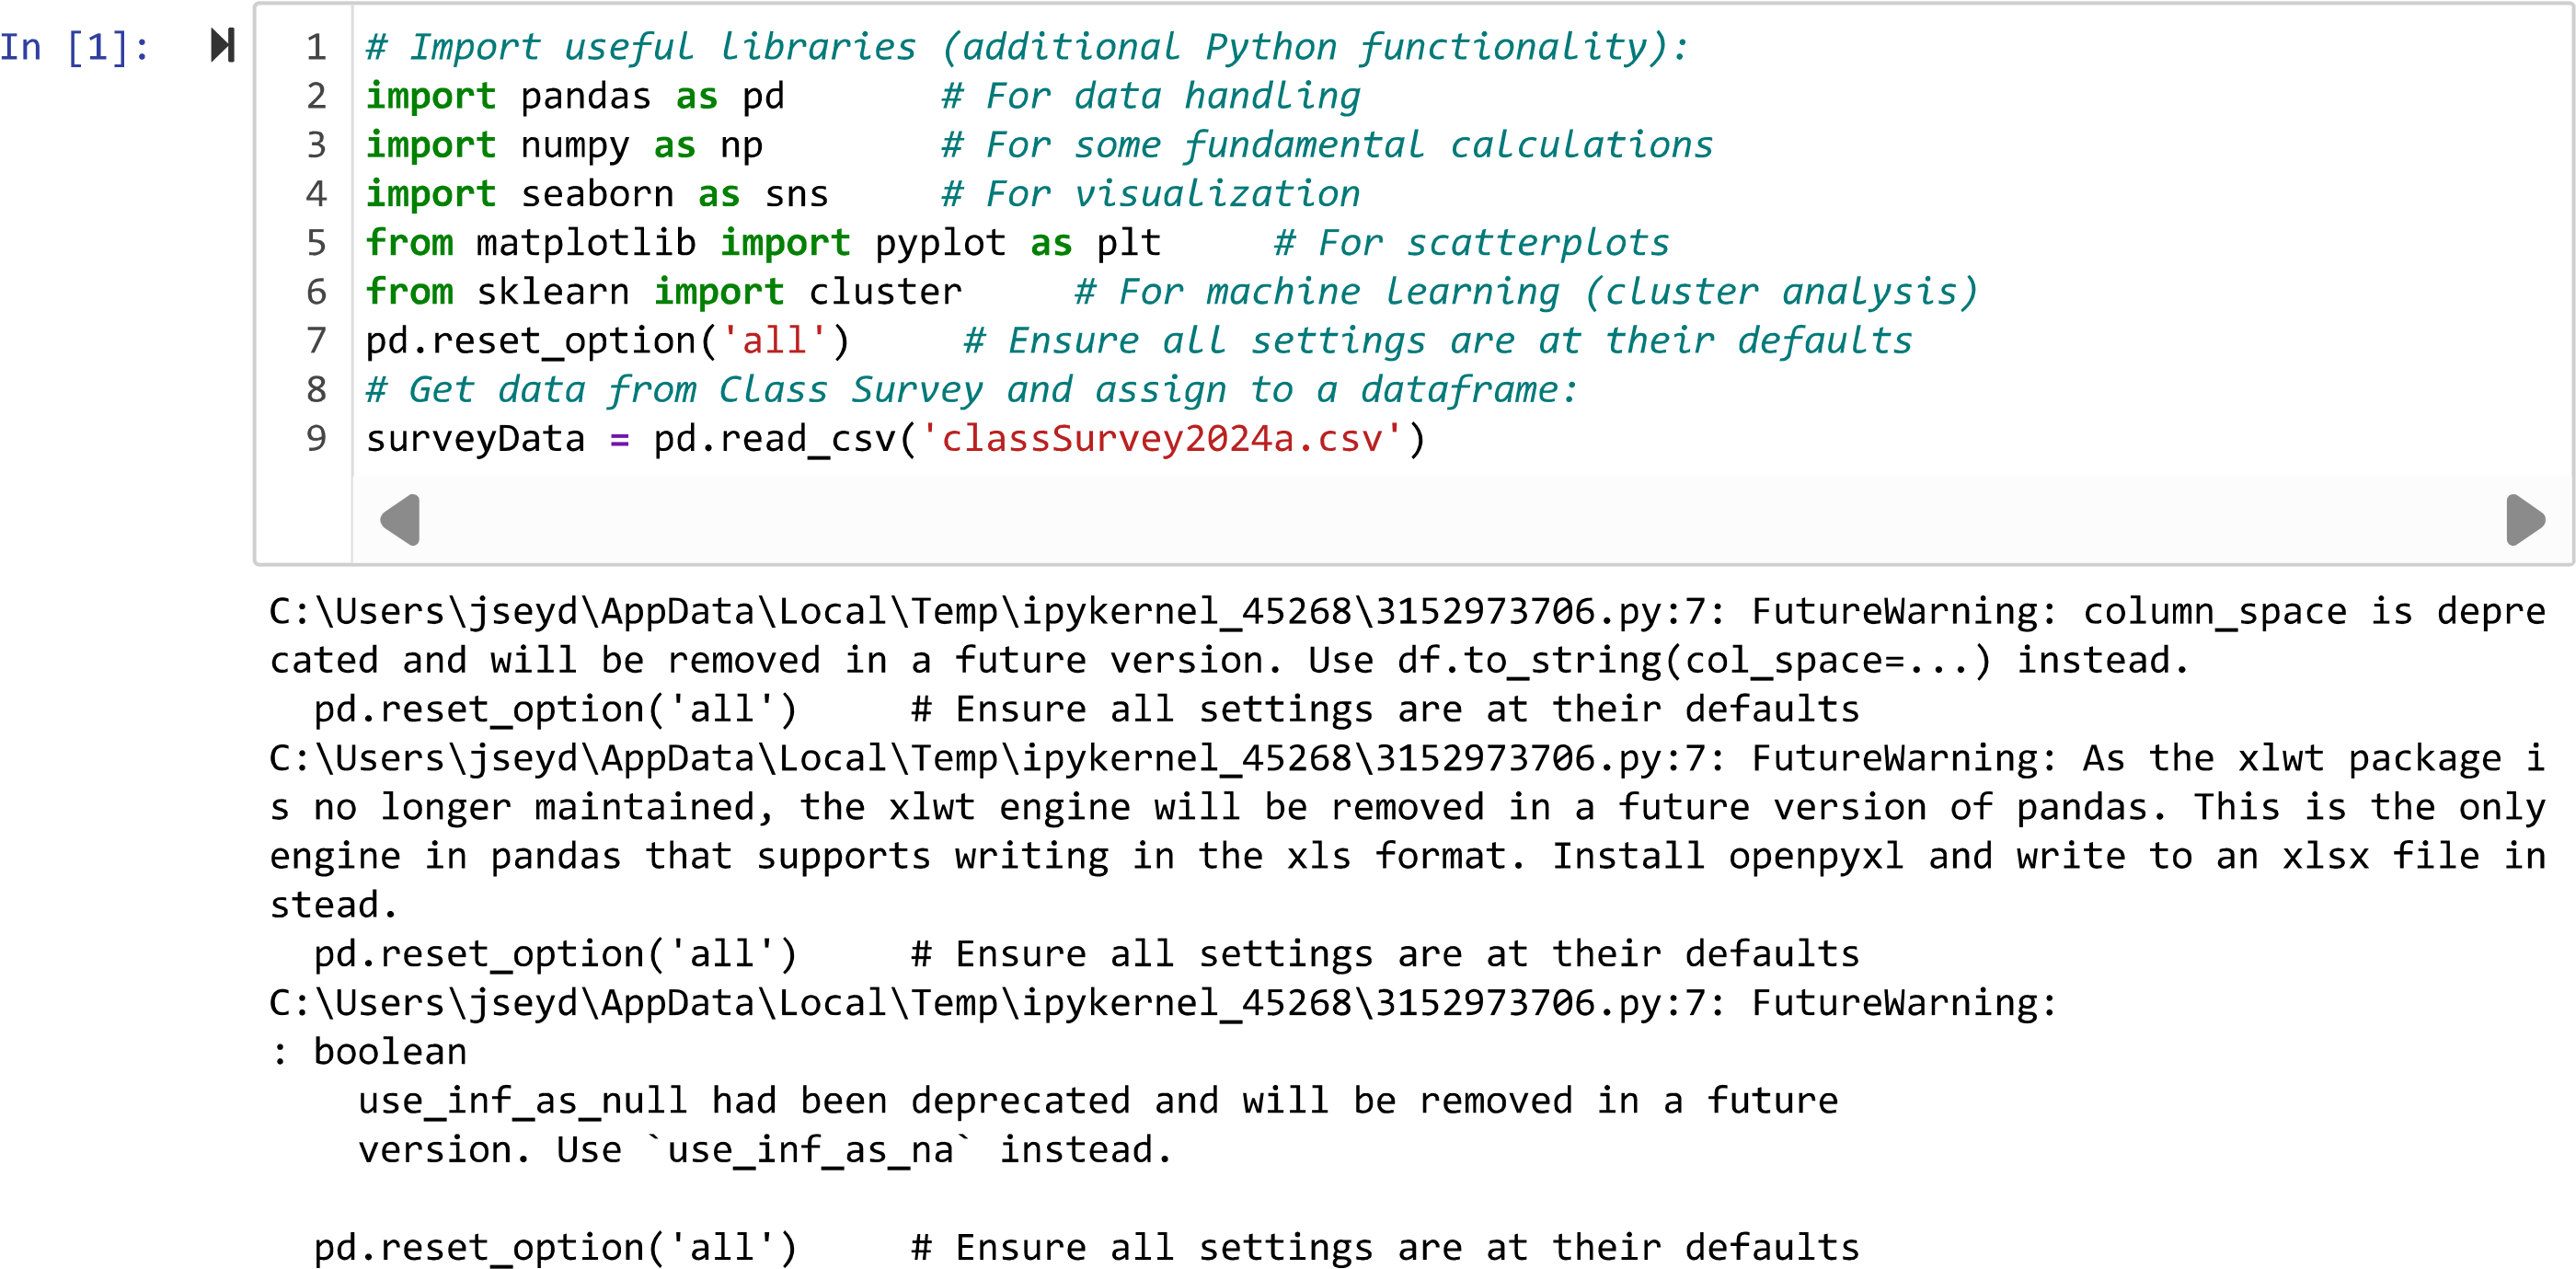 In [1]:
1 # Import useful libraries (additional Python functionality):
2 import pandas as pd       # For data handling
3 import numpy as np        # For some fundamental calculations
4 import seaborn as sns     # For visualization
5 from matplotlib import pyplot as plt     # For scatterplots
6 from sklearn import cluster     # For machine learning (cluster analysis)
7 pd.reset_option('all')     # Ensure all settings are at their defaults
8 # Get data from Class Survey and assign to a dataframe:
9 surveyData = pd.read_csv('classSurvey2024a.csv')
C:\Users\jseyd\AppData\Local\Temp\ipykernel_45268\3152973706.py:7: FutureWarning: column_space is depre
cated and will be removed in a future version. Use df.to_string(col_space=...) instead.
  pd.reset_option('all')     # Ensure all settings are at their defaults
C:\Users\jseyd\AppData\Local\Temp\ipykernel_45268\3152973706.py:7: FutureWarning: As the xlwt package i
s no longer maintained, the xlwt engine will be removed in a future version of pandas. This is the only
engine in pandas that supports writing in the xls format. Install openpyxl and write to an xlsx file in
stead.
  pd.reset_option('all')     # Ensure all settings are at their defaults
C:\Users\jseyd\AppData\Local\Temp\ipykernel_45268\3152973706.py:7: FutureWarning:
: boolean
    use_inf_as_null had been deprecated and will be removed in a future
    version. Use `use_inf_as_na` instead.
  pd.reset_option('all')     # Ensure all settings are at their defaults